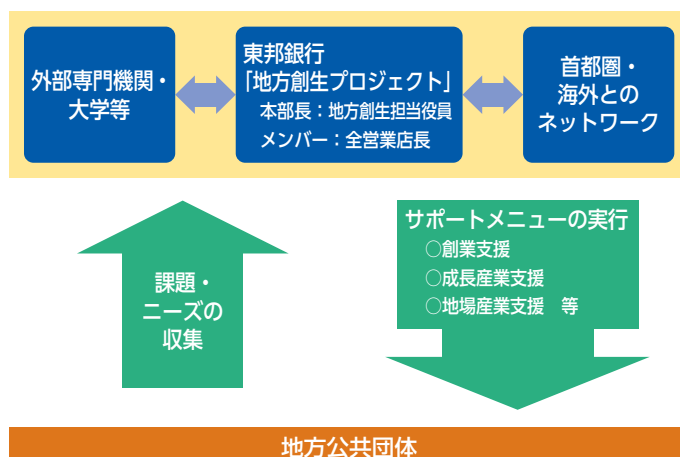 外部専門機関・
大学等
東邦銀行
「地方創生プロジェクト」
本部長：地方創生担当役員
メンバー：全営業店長
首都圏・
海外との
ネットワーク
課題・
ニーズの
収集
サポートメニューの実行
○創業支援
○成長産業支援
○地場産業支援　等
地方公共団体